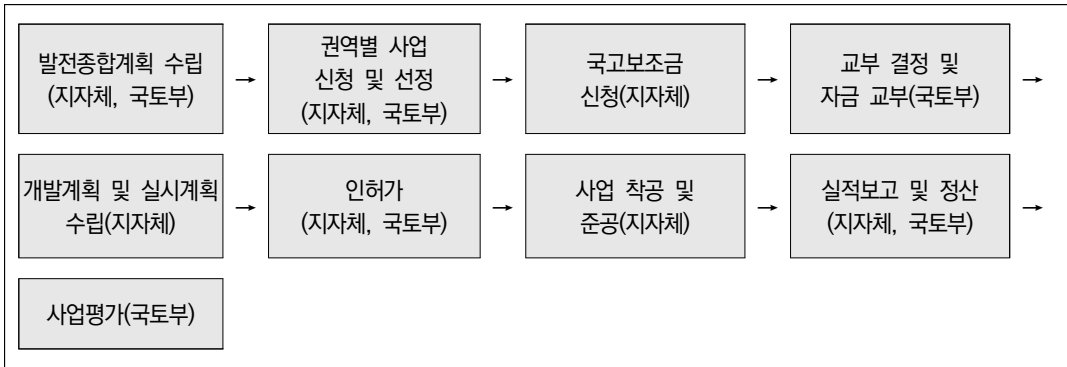 발전종합계획 수립
(지자체, 국토부)
→
권역별 사업
신청 및 선정
(지자체, 국토부)
→
국고보조금
신청(지자체)
→
교부 결정 및
자금 교부(국토부)
→
개발계획 및 실시계획
수립(지자체)
→
인허가
(지자체, 국토부)
→
사업 착공 및
준공(지자체)
→
실적보고 및 정산
(지자체, 국토부)
→
사업평가(국토부)